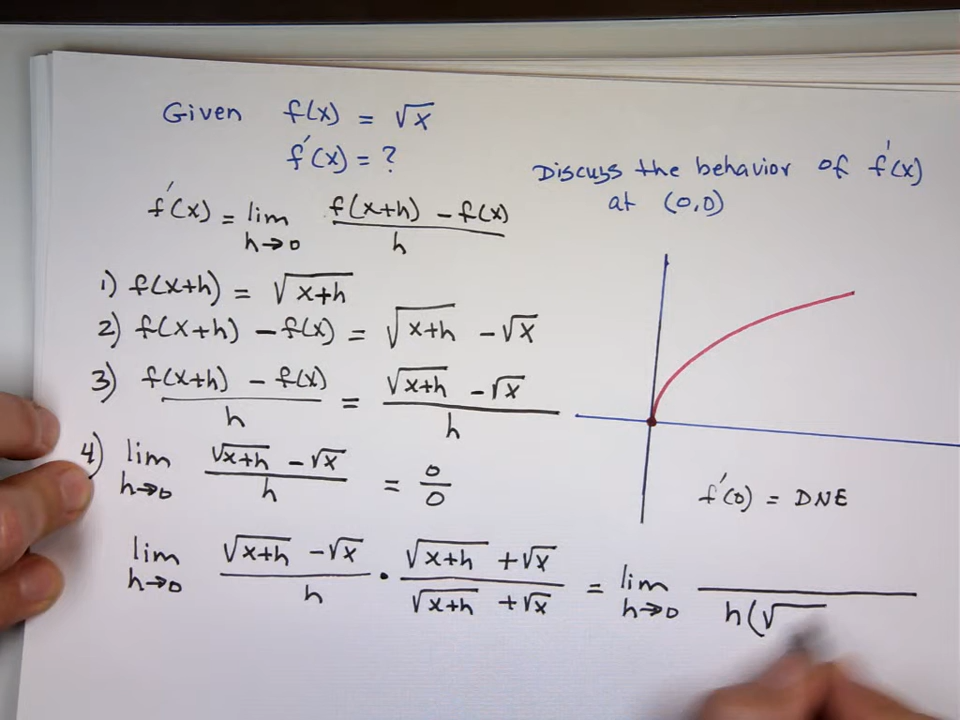 Given f(x) = √x
f'(x) = ?
Discuss the behavior of f'(x)
at (0,0)
f'(x) = lim h→0 f(x+h) - f(x) / h
1) f(x+h) = √x+h
2) f(x+h) - f(x) = √x+h - √x
3) f(x+h) - f(x) / h = √x+h - √x / h
4) lim h→0 √x+h - √x / h = 0/0
f'(0) = DNE
lim h→0 √x+h - √x / h · √x+h + √x / √x+h + √x = lim h→0 / h(√